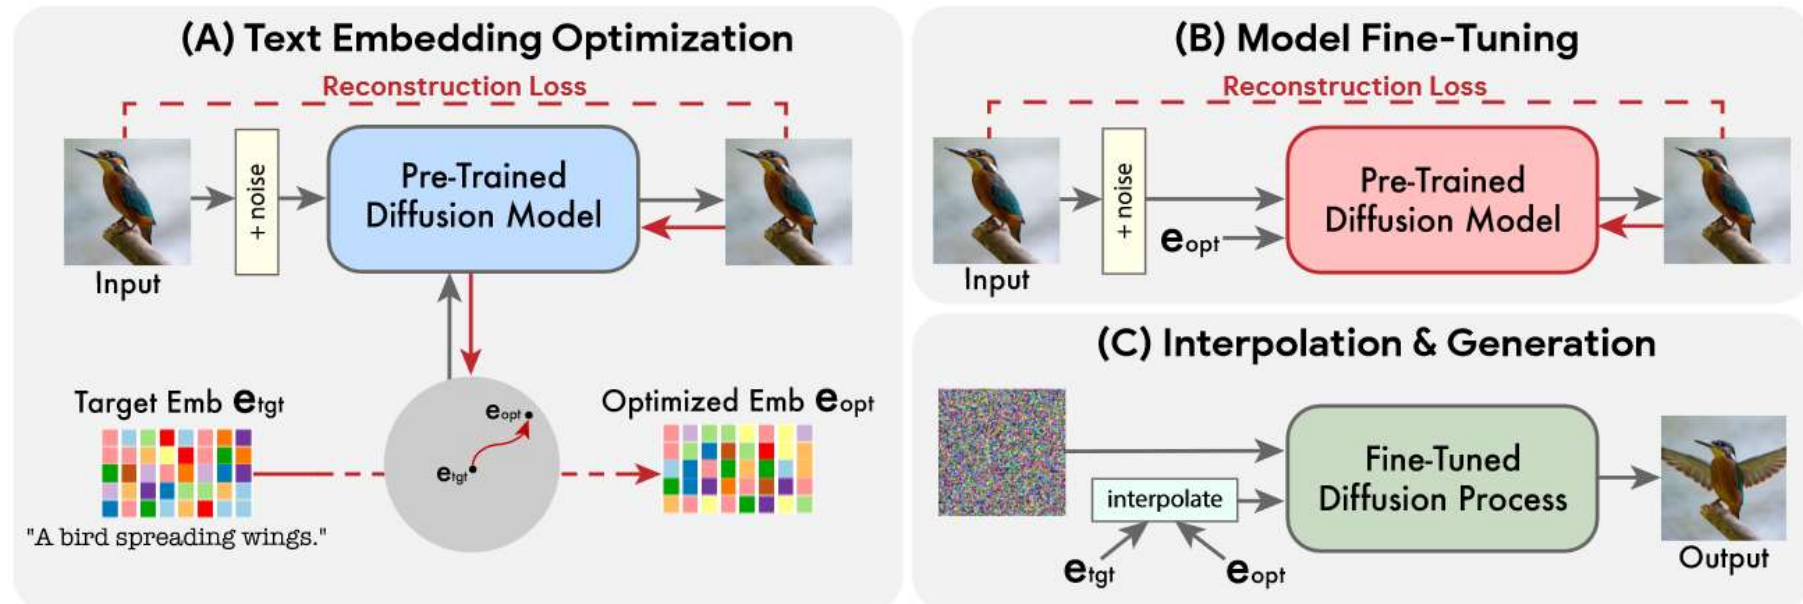 (A) Text Embedding Optimization
Reconstruction Loss
+ noise
Pre-Trained
Diffusion Model
Input
Target Emb etgt
eopt
etgt
Optimized Emb eopt
"A bird spreading wings."
(B) Model Fine-Tuning
Reconstruction Loss
+ noise
eopt
Pre-Trained
Diffusion Model
Input
(C) Interpolation & Generation
interpolate
etgt
eopt
Fine-Tuned
Diffusion Process
Output